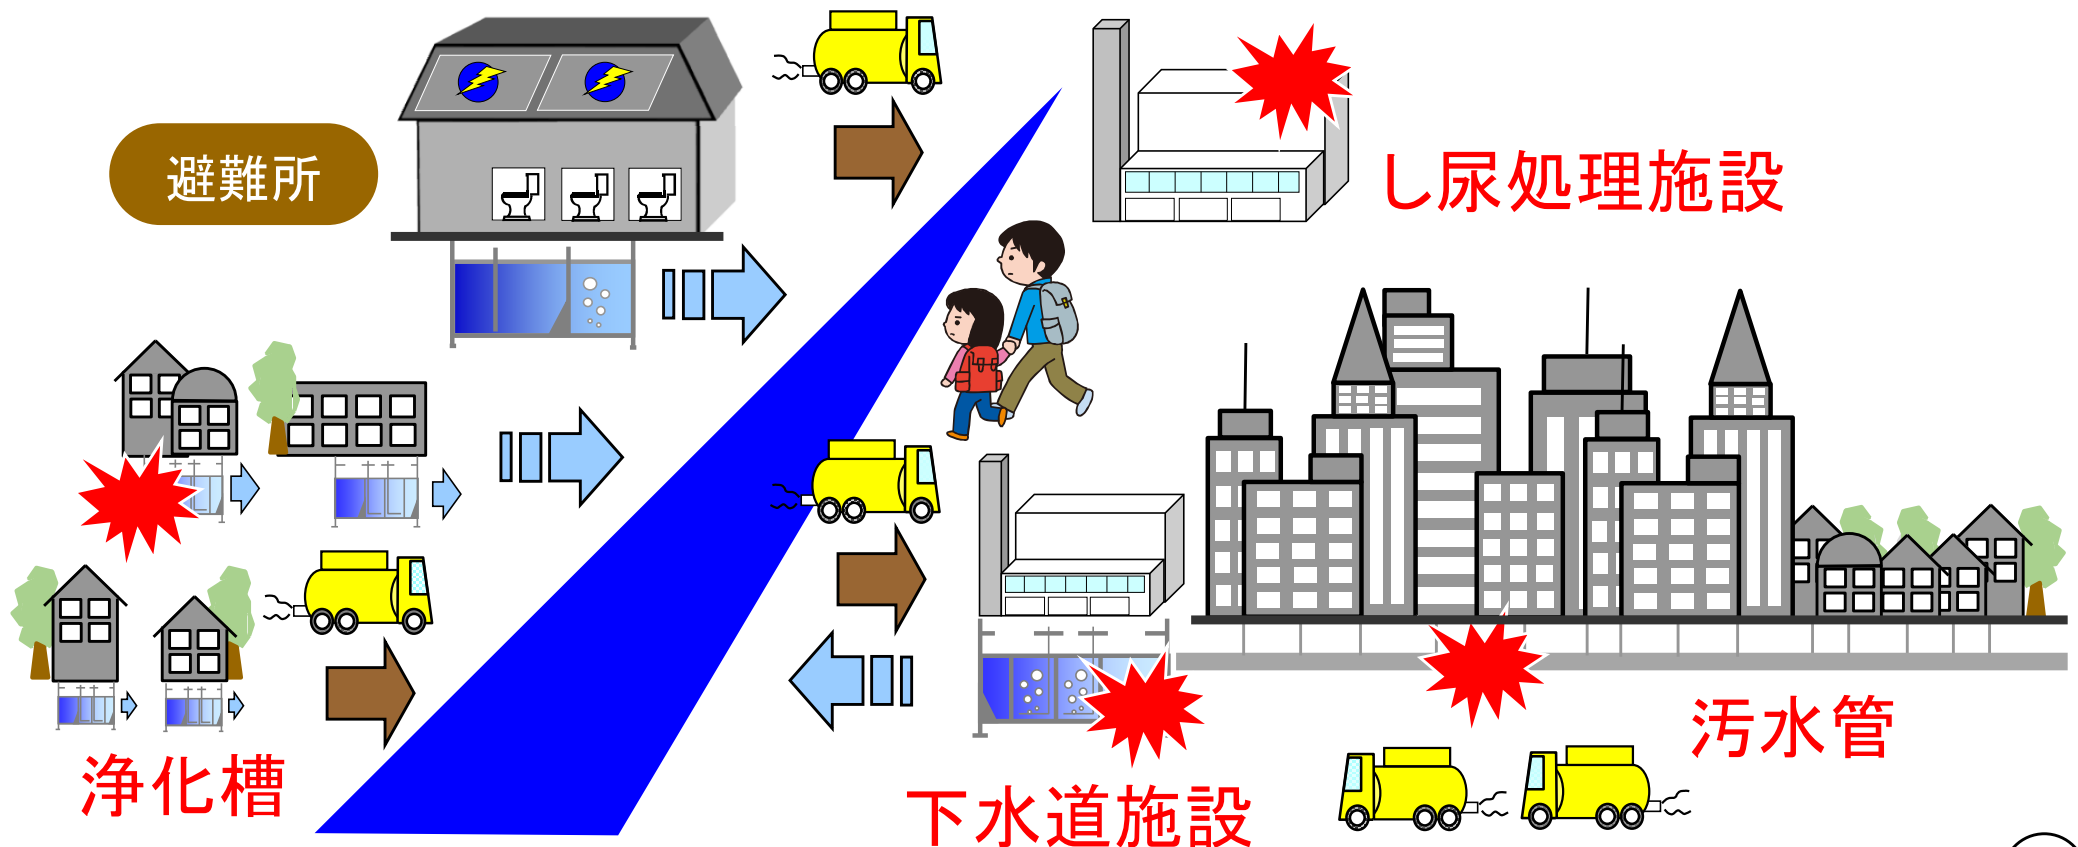 避難所
し尿処理施設
浄化槽
下水道施設
汚水管